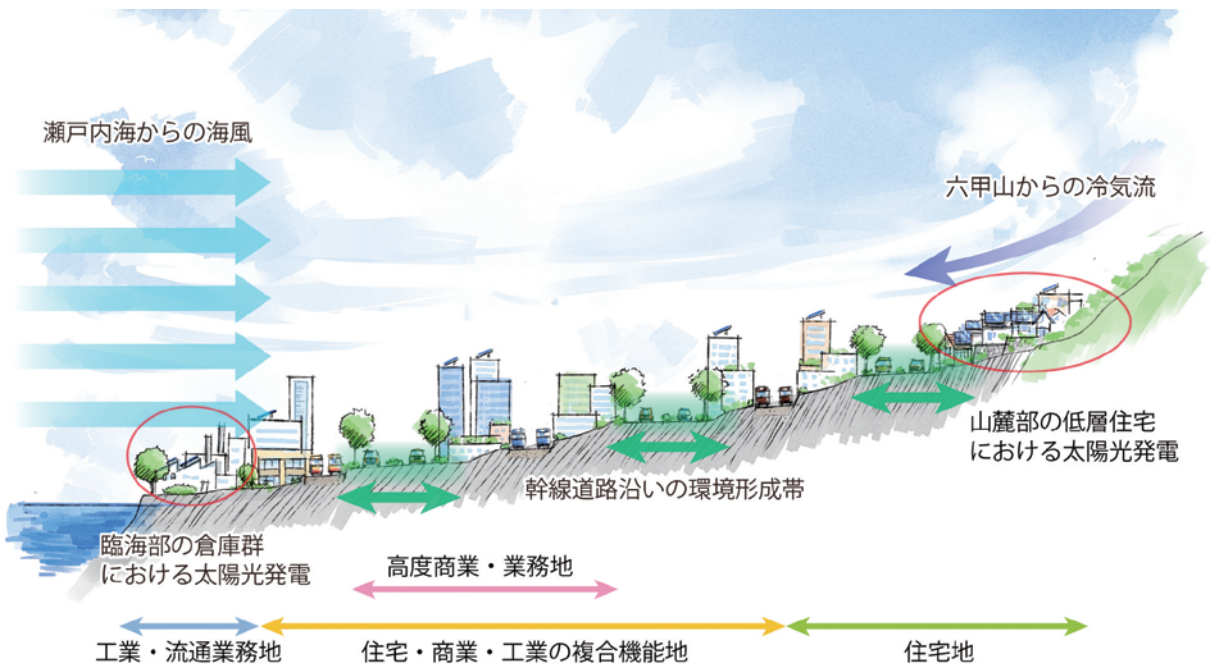 瀬戸内海からの海風
六甲山からの冷気流
山麓部の低層住宅
における太陽光発電
幹線道路沿いの環境形成帯
臨海部の倉庫群
における太陽光発電
高度商業・業務地
工業・流通業務地
住宅・商業・工業の複合機能地
住宅地